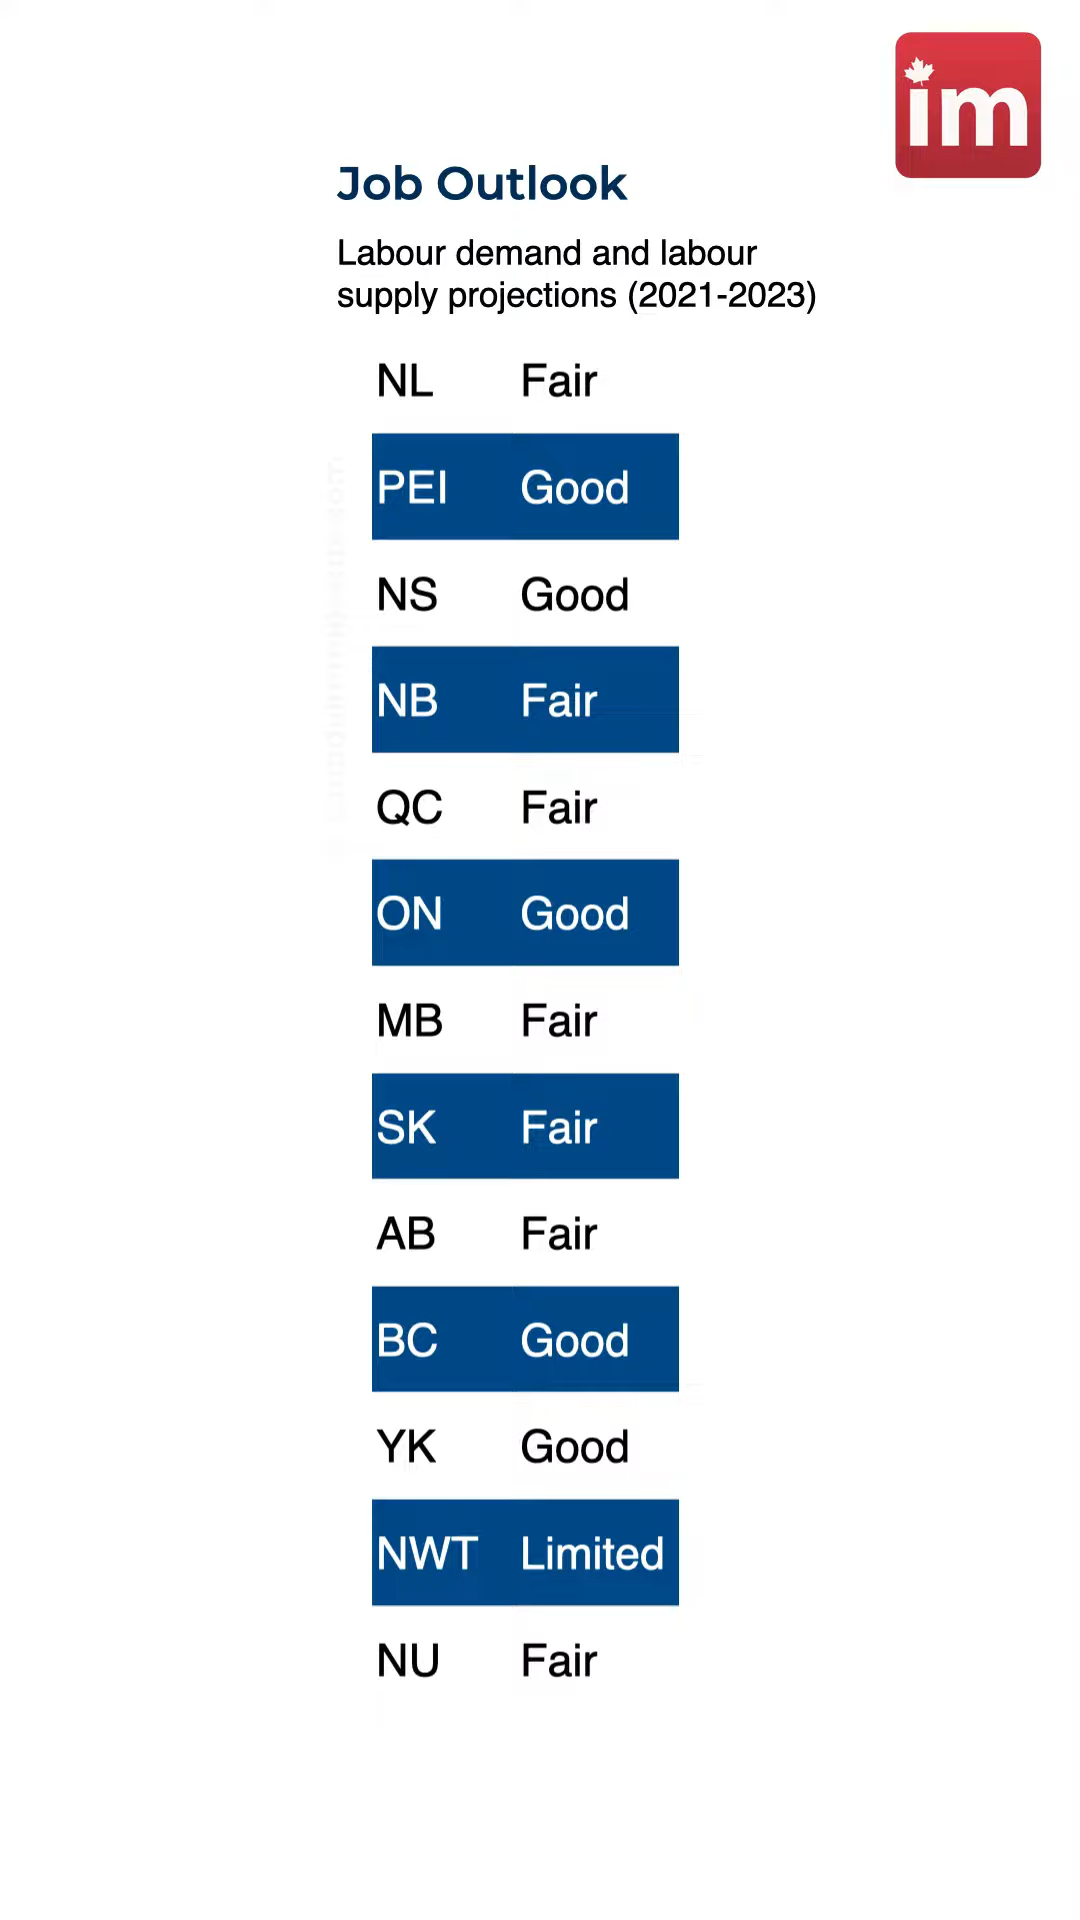 im
Job Outlook
Labour demand and labour
supply projections (2021-2023)
NL Fair
PEI Good
NS Good
NB Fair
QC Fair
ON Good
MB Fair
SK Fair
AB Fair
BC Good
YK Good
NWT Limited
NU Fair